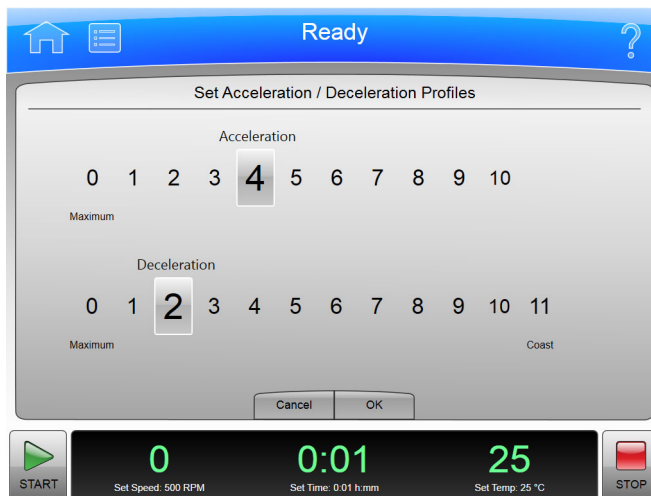 Ready
?
Set Acceleration / Deceleration Profiles
Acceleration
0 1 2 3 4 5 6 7 8 9 10
Maximum
Deceleration
0 1 2 3 4 5 6 7 8 9 10 11
Maximum Coast
Cancel OK
0 0:01 25
START Set Speed: 500 RPM Set Time: 0:01 h:mm Set Temp: 25 °C STOP